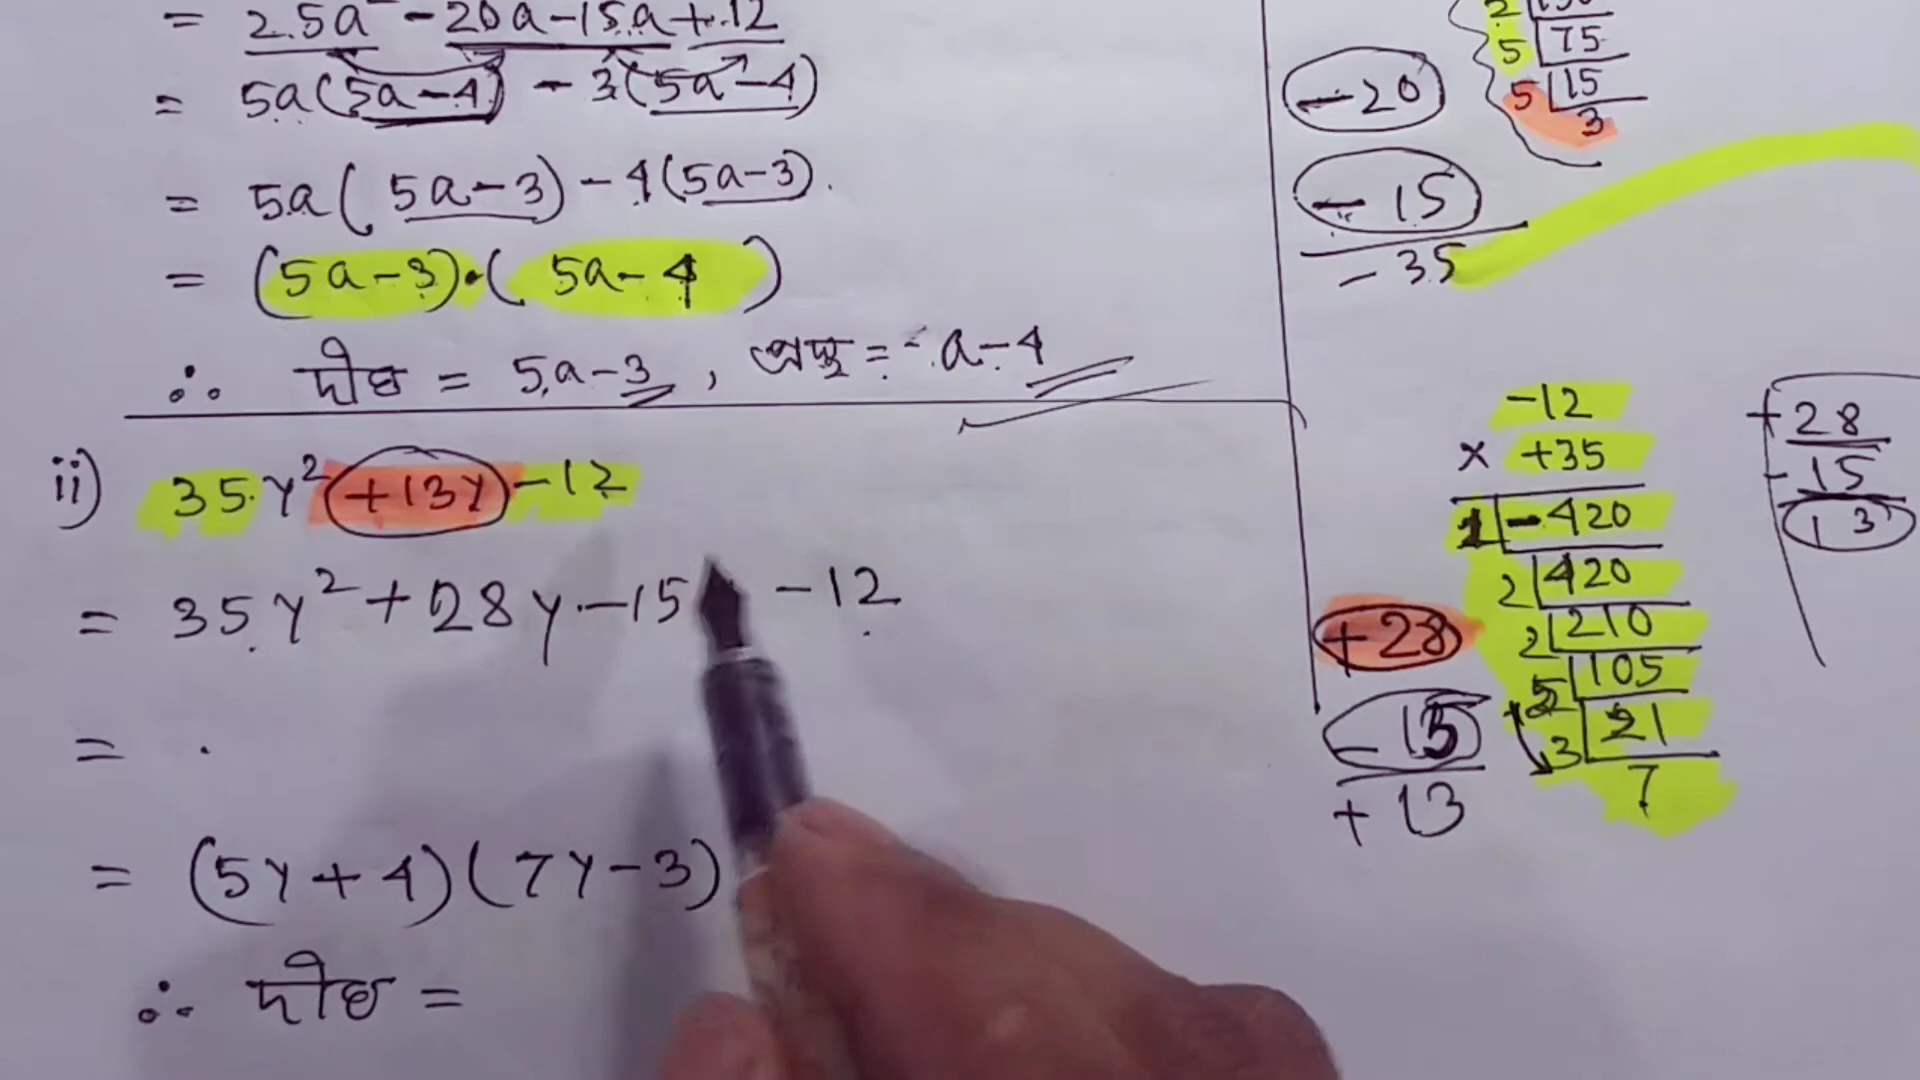 = 25a² - 20a - 15a + 12
= 5a(5a-4) - 3(5a-4)
= 5a(5a-3) - 4(5a-3).
= (5a-3)·(5a-4)
∴ দীঘ = 5a-3, প্রস্থ = a-4
ii) 35y² +13y -12
= 35y² + 28y - 15 - 12
=
= (5y+4)(7y-3)
∴ দীঘ =
75
5 15
5 3
-20
-15
-35
-12
× +35
1 -420
2 420
2 210
105
3 21
7
+28
-15
+13
+28
-15
13